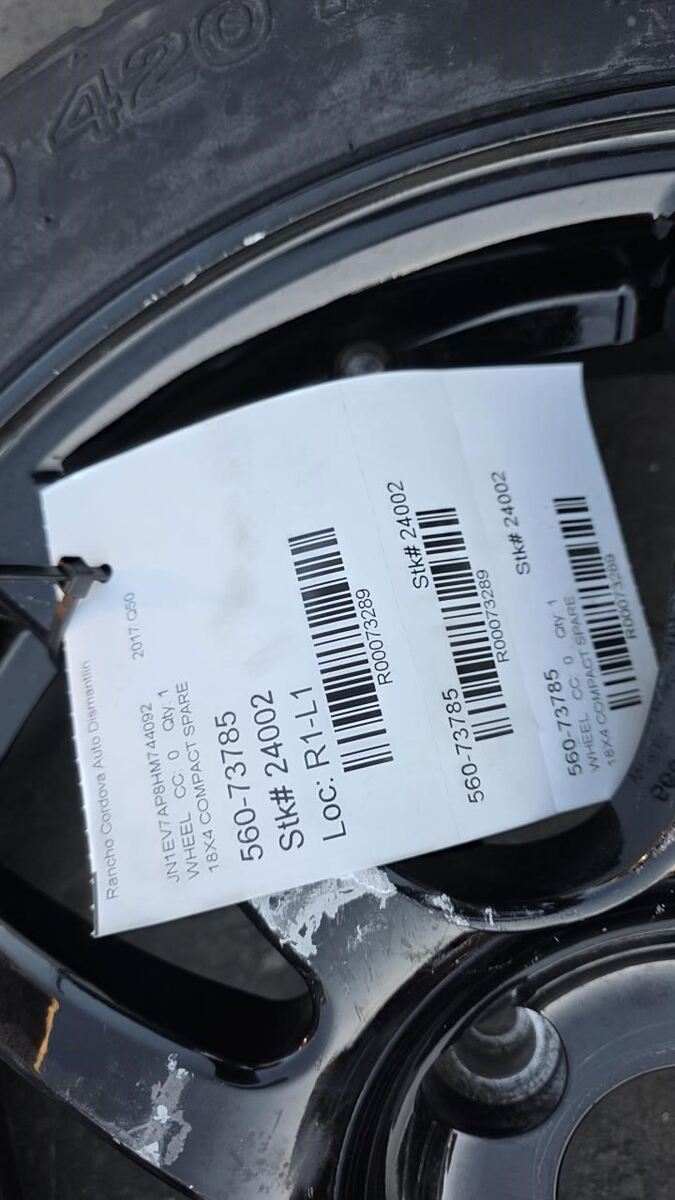 420
Rancho Cordova Auto Dismantlin
2017 Q50
JN1EV7AP8HM744092
WHEEL CC: 0 Qty: 1
18X4 COMPACT SPARE
560-73785
Stk# 24002
Loc: R1-L1
R00073289
560-73785
Stk# 24002
R00073289
560-73785
Stk# 24002
WHEEL CC: 0 Qty 1
18X4 COMPACT SPARE
R00073289